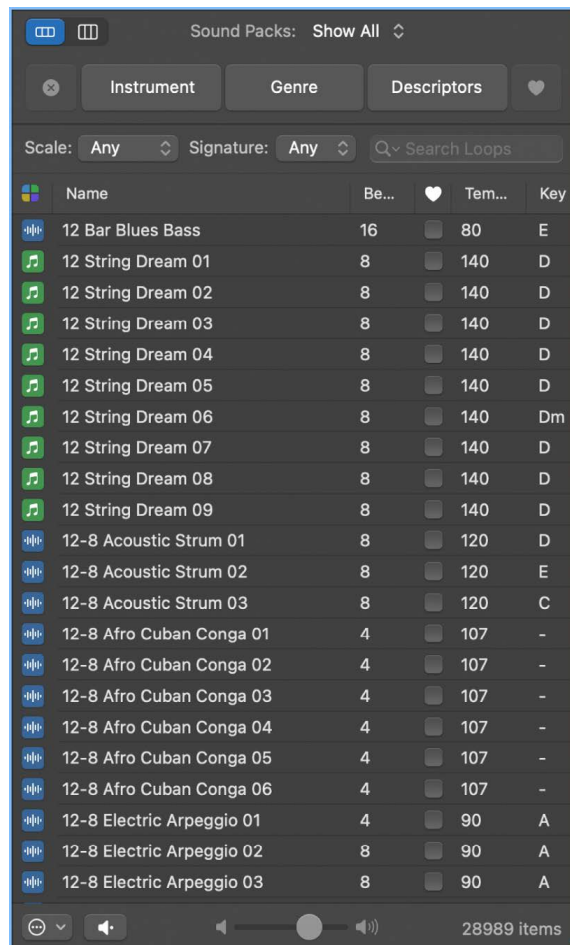 Sound Packs: Show All
Instrument Genre Descriptors
Scale: Any Signature: Any Search Loops
Name Be... Tem... Key
12 Bar Blues Bass 16 80 E
12 String Dream 01 8 140 D
12 String Dream 02 8 140 D
12 String Dream 03 8 140 D
12 String Dream 04 8 140 D
12 String Dream 05 8 140 D
12 String Dream 06 8 140 Dm
12 String Dream 07 8 140 D
12 String Dream 08 8 140 D
12 String Dream 09 8 140 D
12-8 Acoustic Strum 01 8 120 D
12-8 Acoustic Strum 02 8 120 E
12-8 Acoustic Strum 03 8 120 C
12-8 Afro Cuban Conga 01 4 107 -
12-8 Afro Cuban Conga 02 4 107 -
12-8 Afro Cuban Conga 03 4 107 -
12-8 Afro Cuban Conga 04 4 107 -
12-8 Afro Cuban Conga 05 4 107 -
12-8 Afro Cuban Conga 06 4 107 -
12-8 Electric Arpeggio 01 4 90 A
12-8 Electric Arpeggio 02 8 90 A
12-8 Electric Arpeggio 03 8 90 A
28989 items